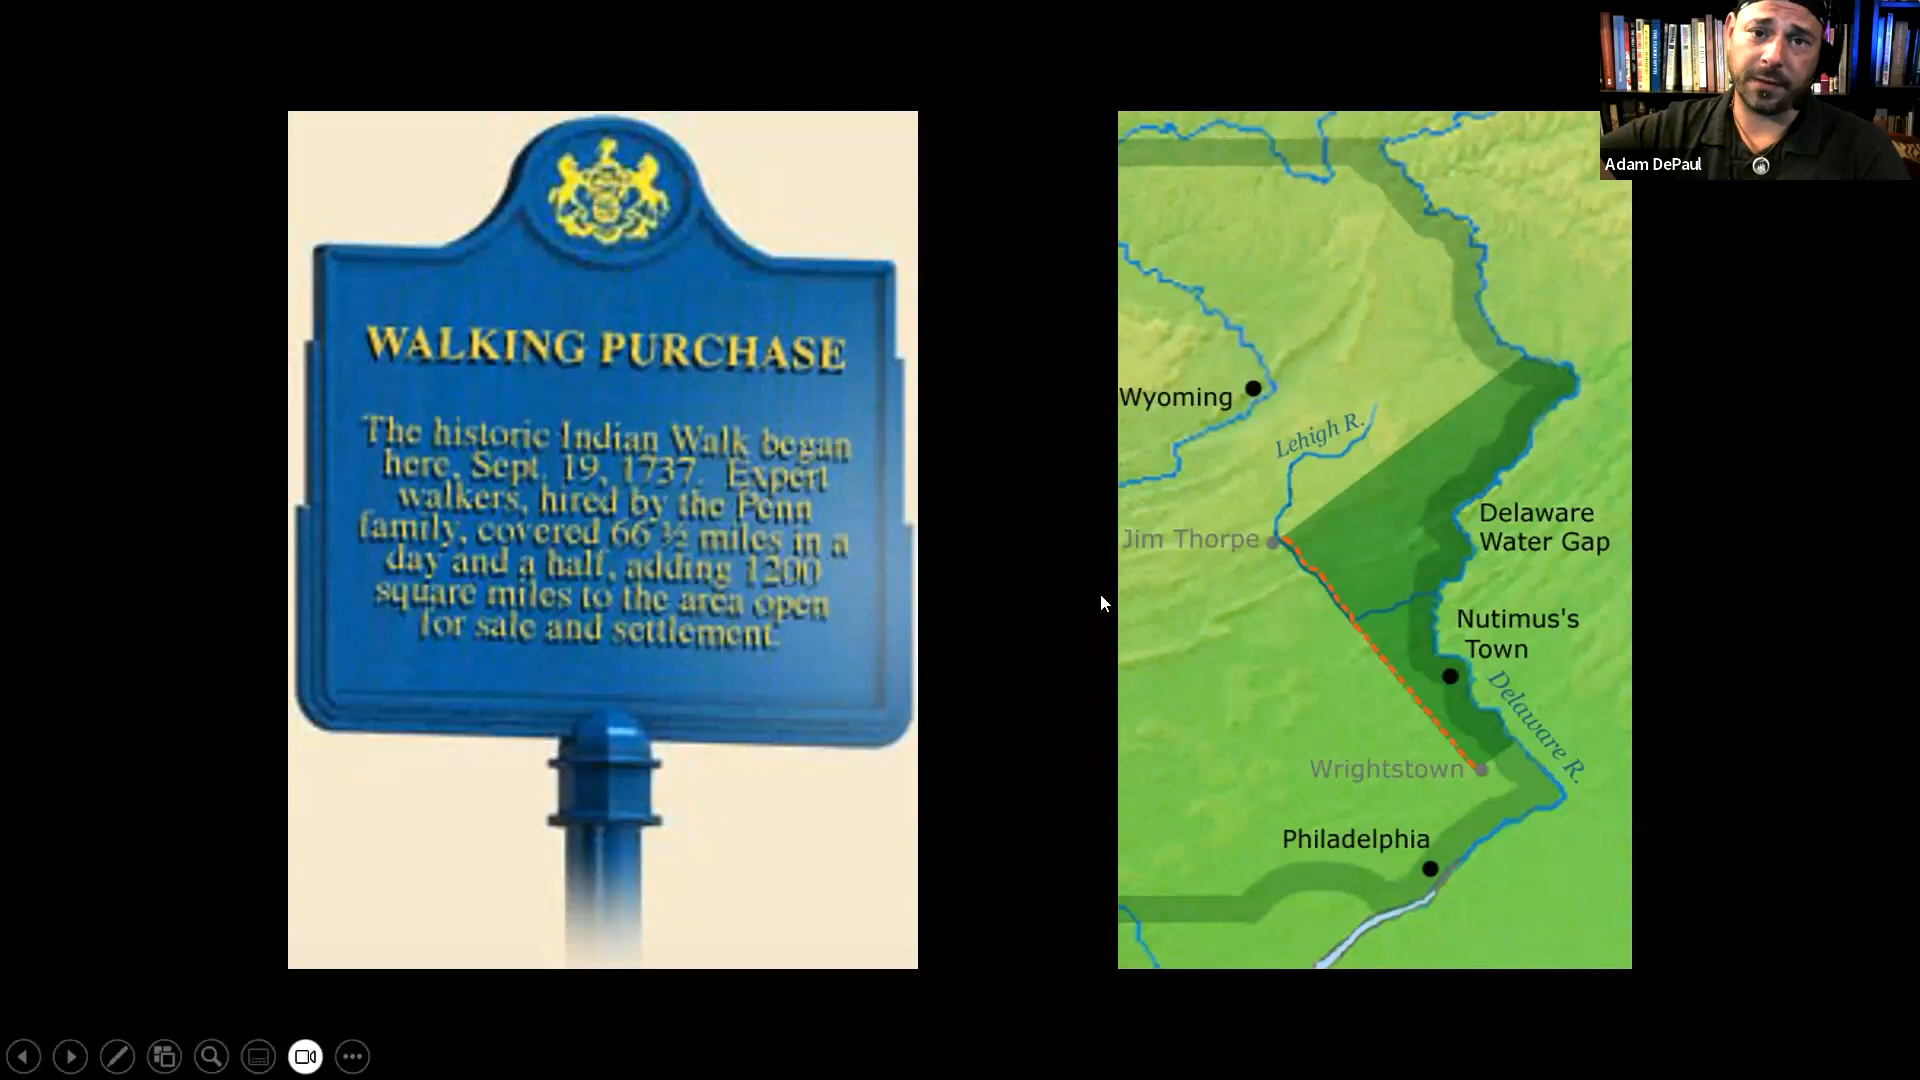 WALKING PURCHASE
The historic Indian Walk began
here, Sept. 19, 1737. Expert
walkers, hired by the Penn
family, covered 66 ½ miles in a
day and a half, adding 1200
square miles to the area open
for sale and settlement.
Wyoming
Lehigh R.
Jim Thorpe
Delaware
Water Gap
Nutimus's
Town
Delaware R.
Wrightstown
Philadelphia
Adam DePaul